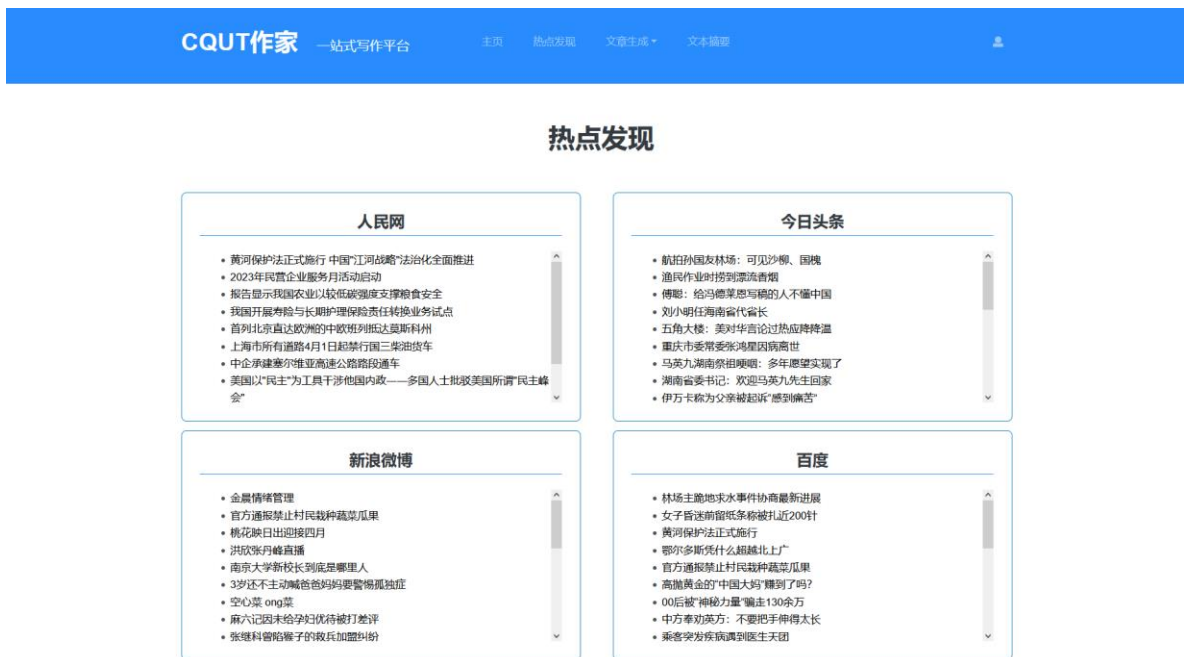 CQUT作家 一站式写作平台 主页 热点发现 文章生成 文本摘要
热点发现
人民网
黄河保护法正式施行 中国"江河战略"法治化全面推进
2023年民营企业服务月活动启动
报告显示我国农业以较低碳强度支撑粮食安全
我国开展寿险与长期护理保险责任转换业务试点
首列北京直达欧洲的中欧班列抵达莫斯科州
上海市所有道路4月1日起禁行国三柴油货车
中企承建塞尔维亚高速公路路段通车
美国以"民主"为工具干涉他国内政——多国人士批驳美国所谓"民主峰
会"
今日头条
航拍孙国友林场：可见沙柳、国槐
渔民作业时捞到漂流香烟
傅聪：给冯德莱恩写稿的人不懂中国
刘小明任海南省代省长
五角大楼：美对华言论过热应降降温
重庆市委常委张鸿星因病离世
马英九湖南祭祖哽咽：多年愿望实现了
湖南省委书记：欢迎马英九先生回家
伊万卡称为父亲被起诉"感到痛苦"
新浪微博
金晨情绪管理
官方通报禁止村民栽种蔬菜瓜果
桃花映日出迎接四月
洪欣张丹峰直播
南京大学新校长到底是哪里人
3岁还不主动喊爸爸妈妈要警惕孤独症
空心菜 ong菜
麻六记因未给孕妇优待被打差评
张继科曾陷猴子的救兵加盟纠纷
百度
林场主跪地求水事件协商最新进展
女子昏迷前留纸条称被扎近200针
黄河保护法正式施行
鄂尔多斯凭什么超越北上广
官方通报禁止村民栽种蔬菜瓜果
高抛黄金的"中国大妈"赚到了吗?
00后被"神秘力量"骗走130余万
中方奉劝英方：不要把手伸得太长
乘客突发疾病遇到医生天团